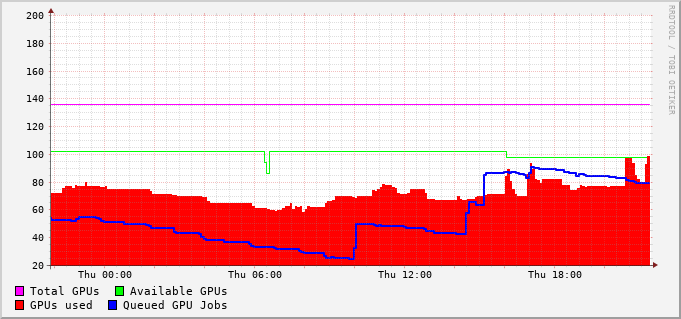 200
180
160
140
120
100
80
60
40
20
Thu 00:00 Thu 06:00 Thu 12:00 Thu 18:00
Total GPUs Available GPUs
GPUs used Queued GPU Jobs
RRDTOOL / TOBI OETIKER